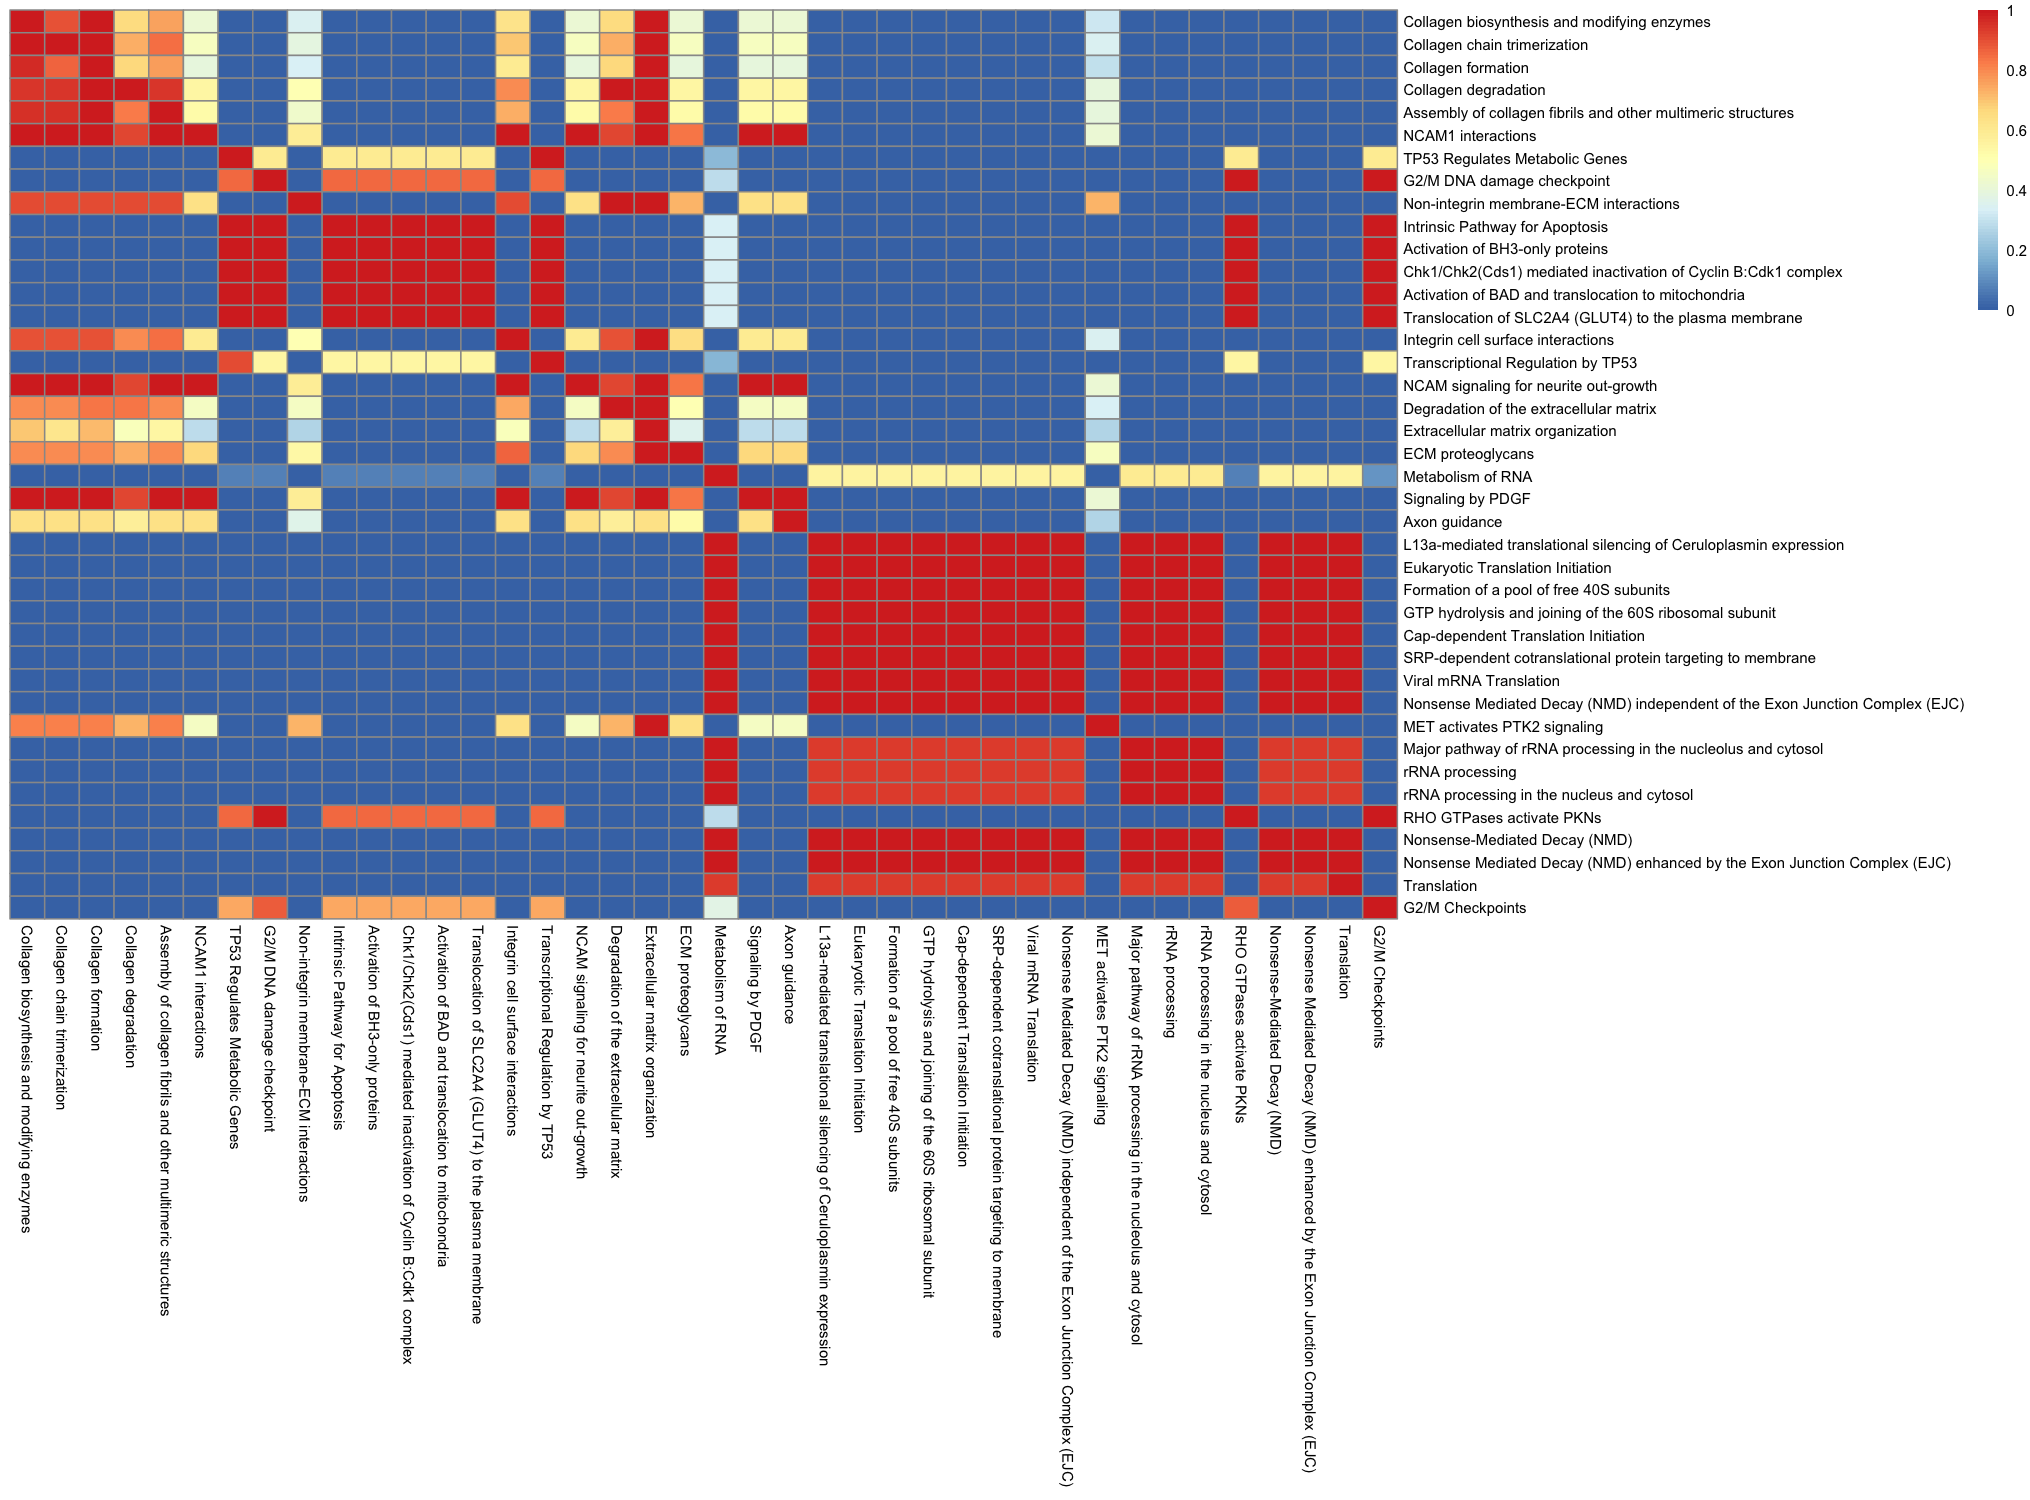 Collagen biosynthesis and modifying enzymes
Collagen chain trimerization
Collagen formation
Collagen degradation
Assembly of collagen fibrils and other multimeric structures
NCAM1 interactions
TP53 Regulates Metabolic Genes
G2/M DNA damage checkpoint
Non-integrin membrane-ECM interactions
Intrinsic Pathway for Apoptosis
Activation of BH3-only proteins
Chk1/Chk2(Cds1) mediated inactivation of Cyclin B:Cdk1 complex
Activation of BAD and translocation to mitochondria
Translocation of SLC2A4 (GLUT4) to the plasma membrane
Integrin cell surface interactions
Transcriptional Regulation by TP53
NCAM signaling for neurite out-growth
Degradation of the extracellular matrix
Extracellular matrix organization
ECM proteoglycans
Metabolism of RNA
Signaling by PDGF
Axon guidance
L13a-mediated translational silencing of Ceruloplasmin expression
Eukaryotic Translation Initiation
Formation of a pool of free 40S subunits
GTP hydrolysis and joining of the 60S ribosomal subunit
Cap-dependent Translation Initiation
SRP-dependent cotranslational protein targeting to membrane
Viral mRNA Translation
Nonsense Mediated Decay (NMD) independent of the Exon Junction Complex (EJC)
MET activates PTK2 signaling
Major pathway of rRNA processing in the nucleolus and cytosol
rRNA processing
rRNA processing in the nucleus and cytosol
RHO GTPases activate PKNs
Nonsense-Mediated Decay (NMD)
Nonsense Mediated Decay (NMD) enhanced by the Exon Junction Complex (EJC)
Translation
G2/M Checkpoints
1
0.8
0.6
0.4
0.2
0
Collagen biosynthesis and modifying enzymes
Collagen chain trimerization
Collagen formation
Collagen degradation
Assembly of collagen fibrils and other multimeric structures
NCAM1 interactions
TP53 Regulates Metabolic Genes
G2/M DNA damage checkpoint
Non-integrin membrane-ECM interactions
Intrinsic Pathway for Apoptosis
Activation of BH3-only proteins
Chk1/Chk2(Cds1) mediated inactivation of Cyclin B:Cdk1 complex
Activation of BAD and translocation to mitochondria
Translocation of SLC2A4 (GLUT4) to the plasma membrane
Integrin cell surface interactions
Transcriptional Regulation by TP53
NCAM signaling for neurite out-growth
Degradation of the extracellular matrix
Extracellular matrix organization
ECM proteoglycans
Metabolism of RNA
Signaling by PDGF
Axon guidance
L13a-mediated translational silencing of Ceruloplasmin expression
Eukaryotic Translation Initiation
Formation of a pool of free 40S subunits
GTP hydrolysis and joining of the 60S ribosomal subunit
Cap-dependent Translation Initiation
SRP-dependent cotranslational protein targeting to membrane
Viral mRNA Translation
Nonsense Mediated Decay (NMD) independent of the Exon Junction Complex (EJC)
MET activates PTK2 signaling
Major pathway of rRNA processing in the nucleolus and cytosol
rRNA processing
rRNA processing in the nucleus and cytosol
RHO GTPases activate PKNs
Nonsense-Mediated Decay (NMD)
Nonsense Mediated Decay (NMD) enhanced by the Exon Junction Complex (EJC)
Translation
G2/M Checkpoints